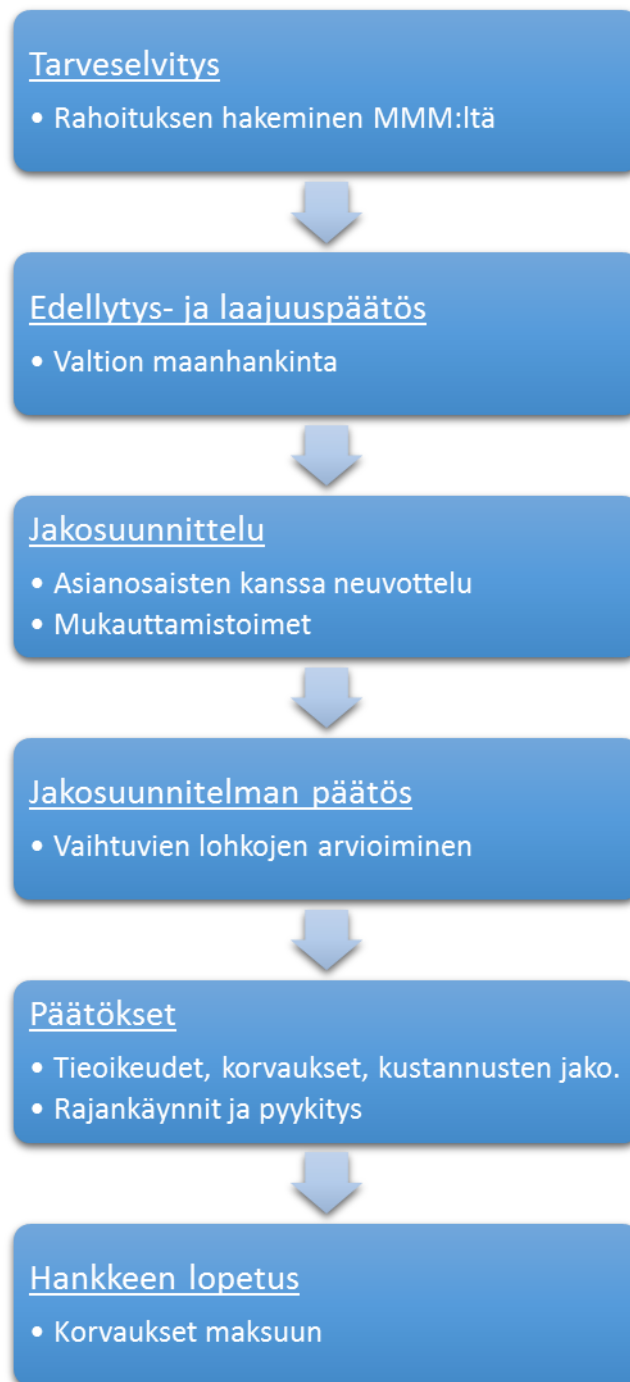 Tarveselvitys
• Rahoituksen hakeminen MMM:ltä
Edellytys- ja laajuuspäätös
• Valtion maanhankinta
Jakosuunnittelu
• Asianosaisten kanssa neuvottelu
• Mukauttamistoimet
Jakosuunnitelman päätös
• Vaihtuvien lohkojen arvioiminen
Päätökset
• Tieoikeudet, korvaukset, kustannusten jako.
• Rajankäynnit ja pyykitys
Hankkeen lopetus
• Korvaukset maksuun